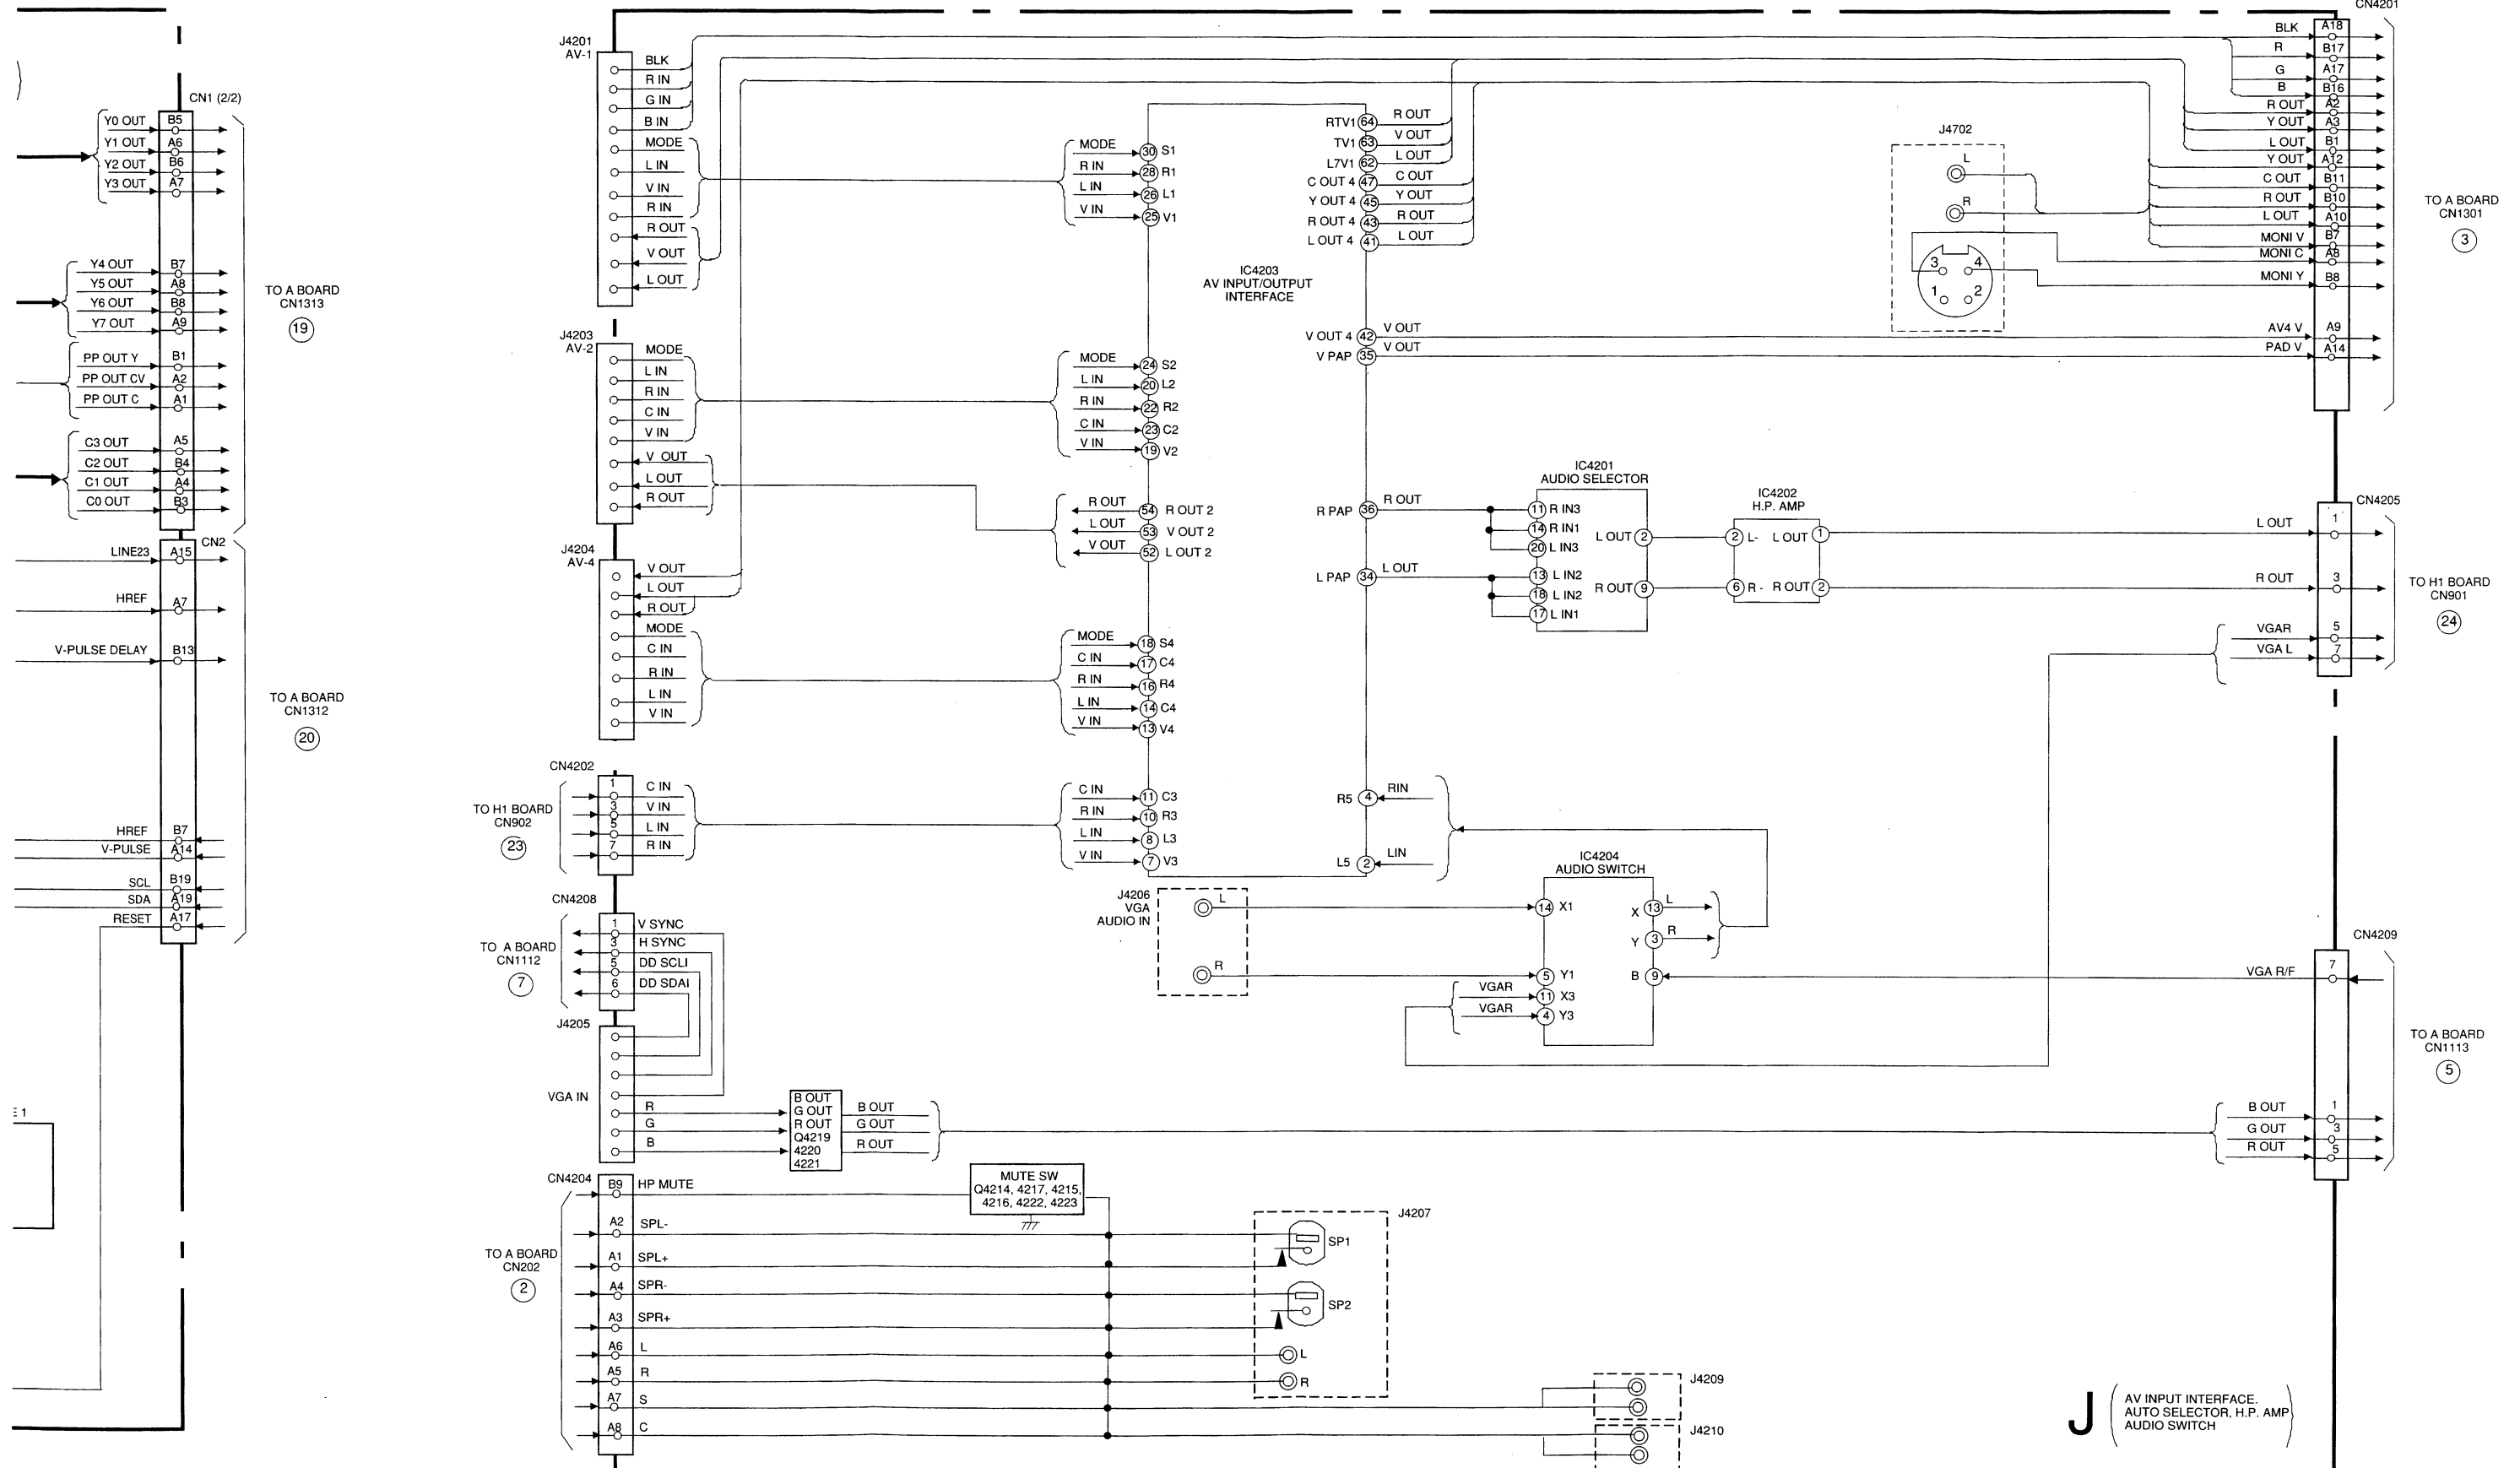 CN1 (2/2)
Y0 OUT B5
Y1 OUT A6
Y2 OUT B6
Y3 OUT A7
Y4 OUT B7
Y5 OUT A8
Y6 OUT B8
Y7 OUT A9
PP OUT Y B1
PP OUT CV A2
PP OUT C A1
C3 OUT A5
C2 OUT B4
C1 OUT A4
C0 OUT B3
TO A BOARD
CN1313
19
CN2
LINE23 A15
HREF A7
V-PULSE DELAY B13
HREF B7
V-PULSE A14
SCL B19
SDA A19
RESET A17
TO A BOARD
CN1312
20
J4201
AV-1
BLK
R IN
G IN
B IN
MODE
L IN
V IN
R IN
R OUT
V OUT
L OUT
J4203
AV-2
MODE
L IN
R IN
C IN
V IN
V OUT
L OUT
R OUT
J4204
AV-4
V OUT
L OUT
R OUT
MODE
C IN
R IN
L IN
V IN
CN4202
1 C IN
3 V IN
5 L IN
7 R IN
TO H1 BOARD
CN902
23
CN4208
1 V SYNC
3 H SYNC
5 DD SCLI
6 DD SDAI
TO A BOARD
CN1112
7
J4205
VGA IN
R
G
B
B OUT
G OUT
R OUT
Q4219
4220
4221
B OUT
G OUT
R OUT
CN4204
B9 HP MUTE
A2 SPL-
A1 SPL+
A4 SPR-
A3 SPR+
A6 L
A5 R
A7 S
A8 C
TO A BOARD
CN202
2
MUTE SW
Q4214, 4217, 4215,
4216, 4222, 4223
J4207
SP1
SP2
L
R
J4209
J4210
MODE 30 S1
R IN 28 R1
L IN 26 L1
V IN 25 V1
MODE 24 S2
L IN 20 L2
R IN 22 R2
C IN 23 C2
V IN 19 V2
R OUT 54 R OUT 2
L OUT 53 V OUT 2
V OUT 52 L OUT 2
MODE 18 S4
C IN 17 C4
R IN 16 R4
L IN 14 C4
V IN 13 V4
C IN 11 C3
R IN 10 R3
L IN 8 L3
V IN 7 V3
IC4203
AV INPUT/OUTPUT
INTERFACE
RTV1 64 R OUT
TV1 63 V OUT
L7V1 62 L OUT
C OUT 4 47 C OUT
Y OUT 4 45 Y OUT
R OUT 4 43 R OUT
L OUT 4 41 L OUT
V OUT 4 42 V OUT
V PAP 35 V OUT
R PAP 36 R OUT
L PAP 34 L OUT
R5 4 RIN
L5 2 LIN
IC4201
AUDIO SELECTOR
11 R IN3
14 R IN1
20 L IN3
13 L IN2
18 L IN2
17 L IN1
L OUT 2
R OUT 9
IC4202
H.P. AMP
2 L- L OUT 1
6 R - R OUT 2
J4206
VGA
AUDIO IN
L
R
IC4204
AUDIO SWITCH
14 X1
5 Y1
VGAR 11 X3
VGAR 4 Y3
X 13 L
Y 3 R
B 9
J4702
L
R
3 4
1 2
CN4201
BLK A18
R B17
G A17
B B16
R OUT A2
Y OUT A3
L OUT B1
Y OUT A12
C OUT B11
R OUT B10
L OUT A10
MONI V B7
MONI C A8
MONI Y B8
AV4 V A9
PAD V A14
TO A BOARD
CN1301
3
CN4205
L OUT 1
R OUT 3
VGAR 5
VGA L 7
TO H1 BOARD
CN901
24
CN4209
VGA R/F 7
B OUT 1
G OUT 3
R OUT 5
TO A BOARD
CN1113
5
J
AV INPUT INTERFACE.
AUTO SELECTOR, H.P. AMP
AUDIO SWITCH